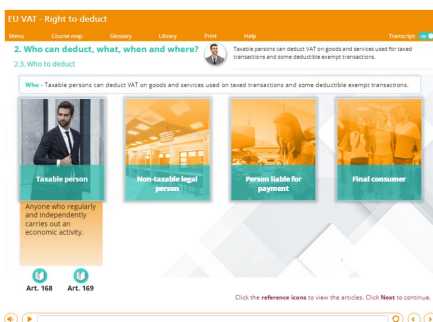 EU VAT - Right to deduct
Menu Course map Glossary Library Print Help Transcript:
2. Who can deduct, what, when and where?
Taxable persons can deduct VAT on goods and services used for taxed
transactions and some deductible exempt transactions.
2.3. Who to deduct
Who - Taxable persons can deduct VAT on goods and services used on taxed transactions and some deductible exempt transactions.
Taxable person
Non-taxable legal
person
Person liable for
payment
Final consumer
Anyone who regularly
and independently
carries out an
economic activity.
Art. 168 Art. 169
Click the reference icons to view the articles. Click Next to continue.